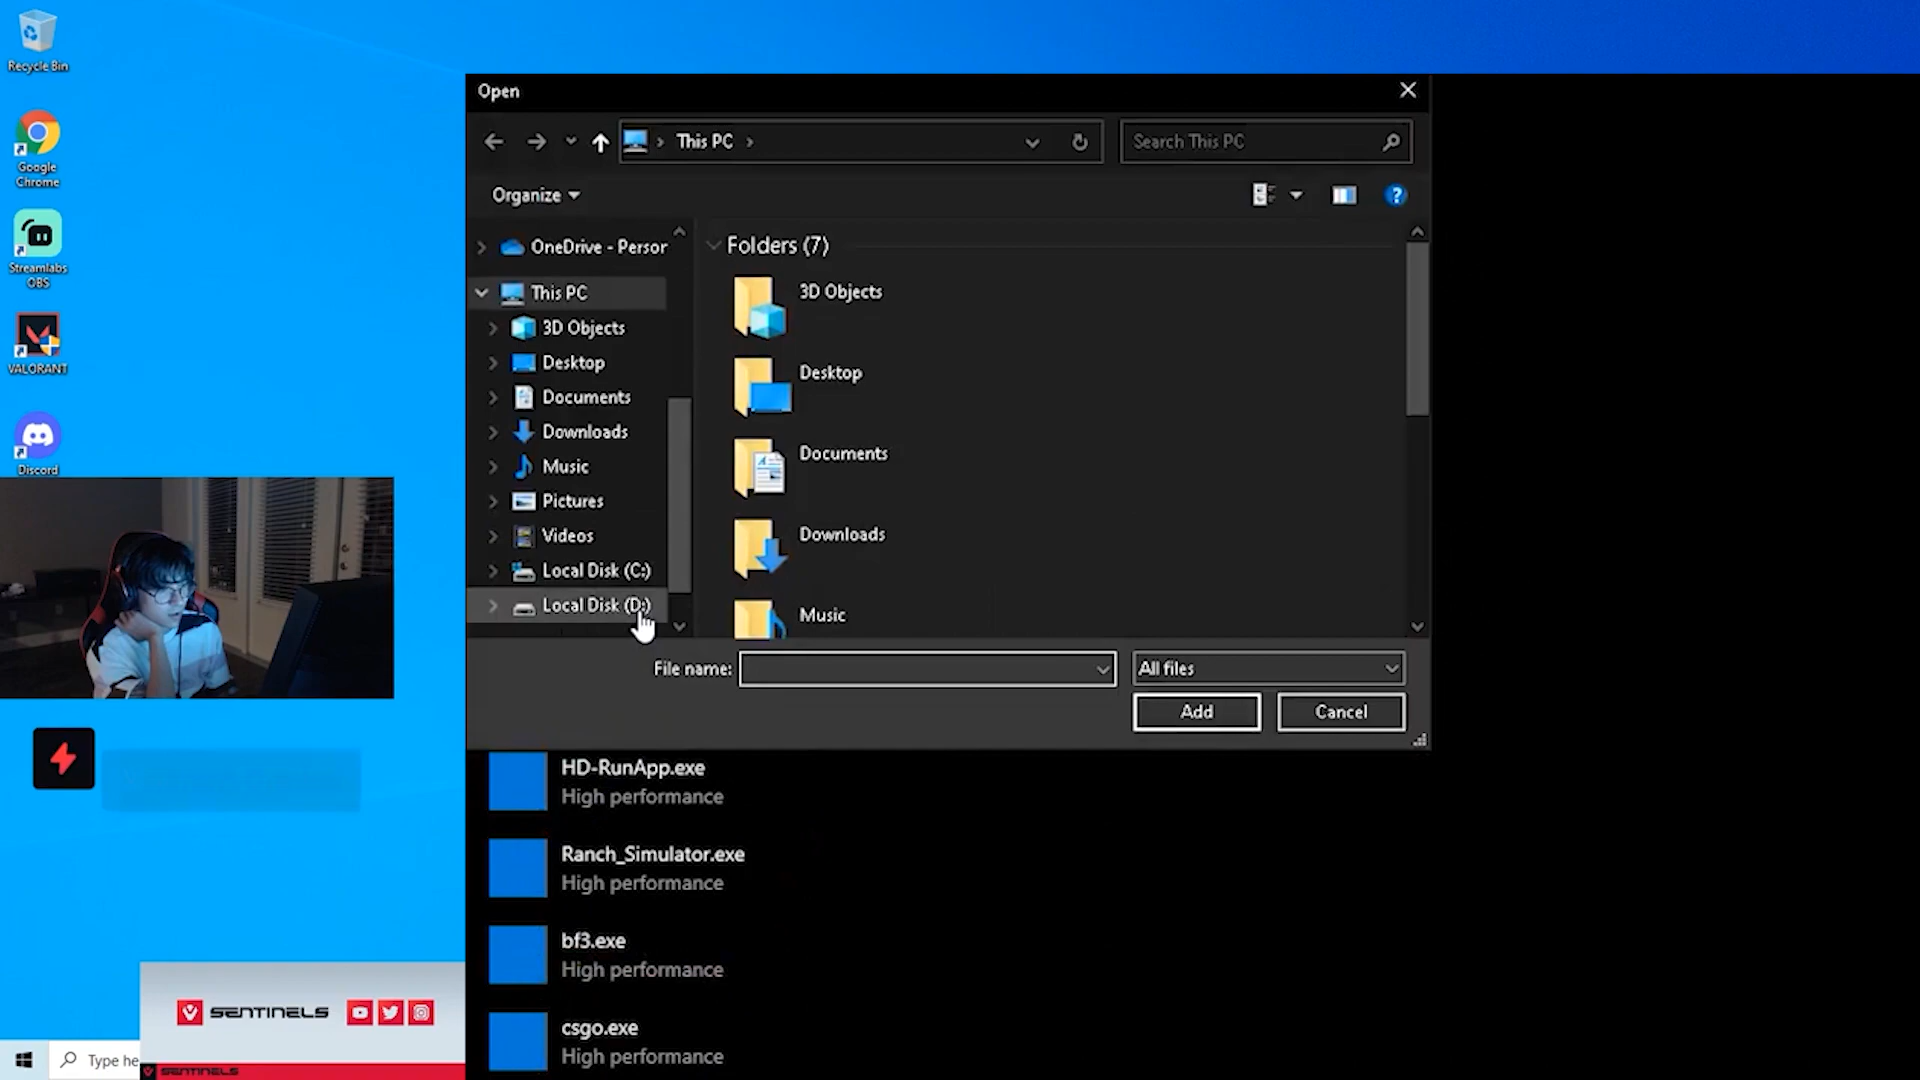 Recycle Bin
Google
Chrome
Streamlabs
OBS
VALORANT
Discord
Open
This PC
Search This PC
Organize
OneDrive - Persor
This PC
3D Objects
Desktop
Documents
Downloads
Music
Pictures
Videos
Local Disk (C:)
Local Disk (D:)
Folders (7)
3D Objects
Desktop
Documents
Downloads
Music
File name:
All files
Add
Cancel
HD-RunApp.exe
High performance
Ranch_Simulator.exe
High performance
bf3.exe
High performance
csgo.exe
High performance
SENTINELS
Type he
SENTINELS